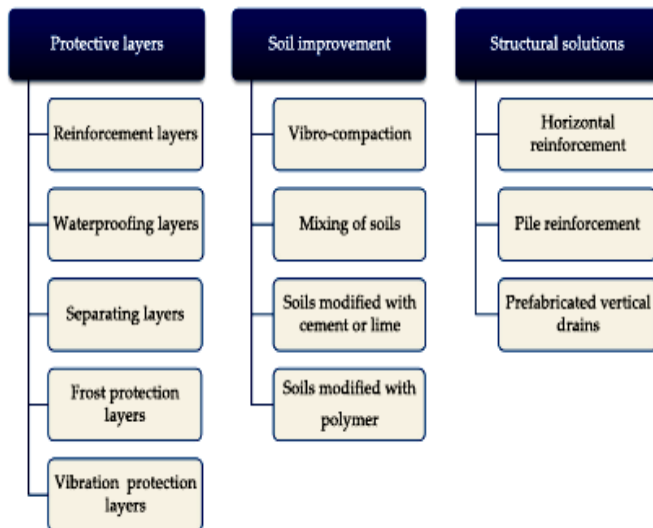 Protective layers
Reinforcement layers
Waterproofing layers
Separating layers
Frost protection
layers
Vibration protection
layers
Soil improvement
Vibro-compaction
Mixing of soils
Soils modified with
cement or lime
Soils modified with
polymer
Structural solutions
Horizontal
reinforcement
Pile reinforcement
Prefabricated vertical
drains